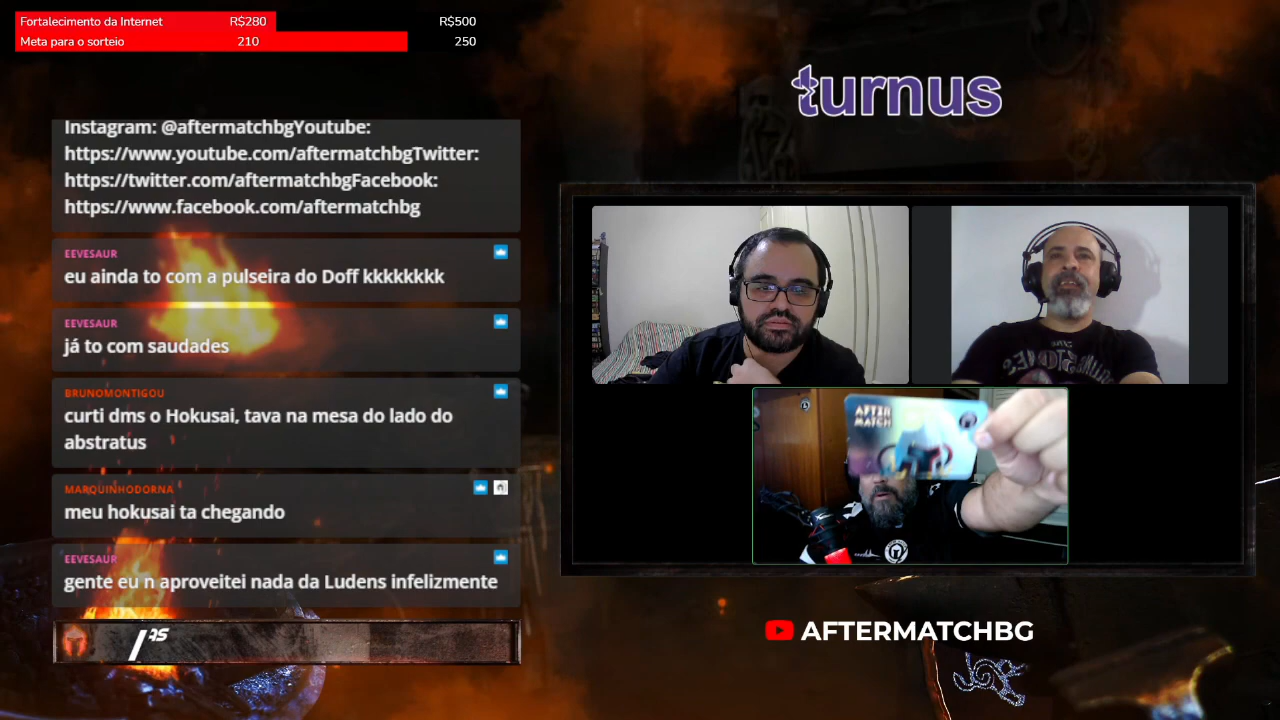 Fortalecimento da Internet R$280 R$500
Meta para o sorteio 210 250
turnus
Instagram: @aftermatchbgYoutube:
https://www.youtube.com/aftermatchbgTwitter:
https://twitter.com/aftermatchbgFacebook:
https://www.facebook.com/aftermatchbg
EEVESAUR
eu ainda to com a pulseira do Doff kkkkkkkk
EEVESAUR
já to com saudades
BRUNOMONTIGOU
curti dms o Hokusai, tava na mesa do lado do
abstratus
MARQUINHODORNA
meu hokusai ta chegando
EEVESAUR
gente eu n aproveitei nada da Ludens infelizmente
AFTER
MATCH
AFTERMATCHBG